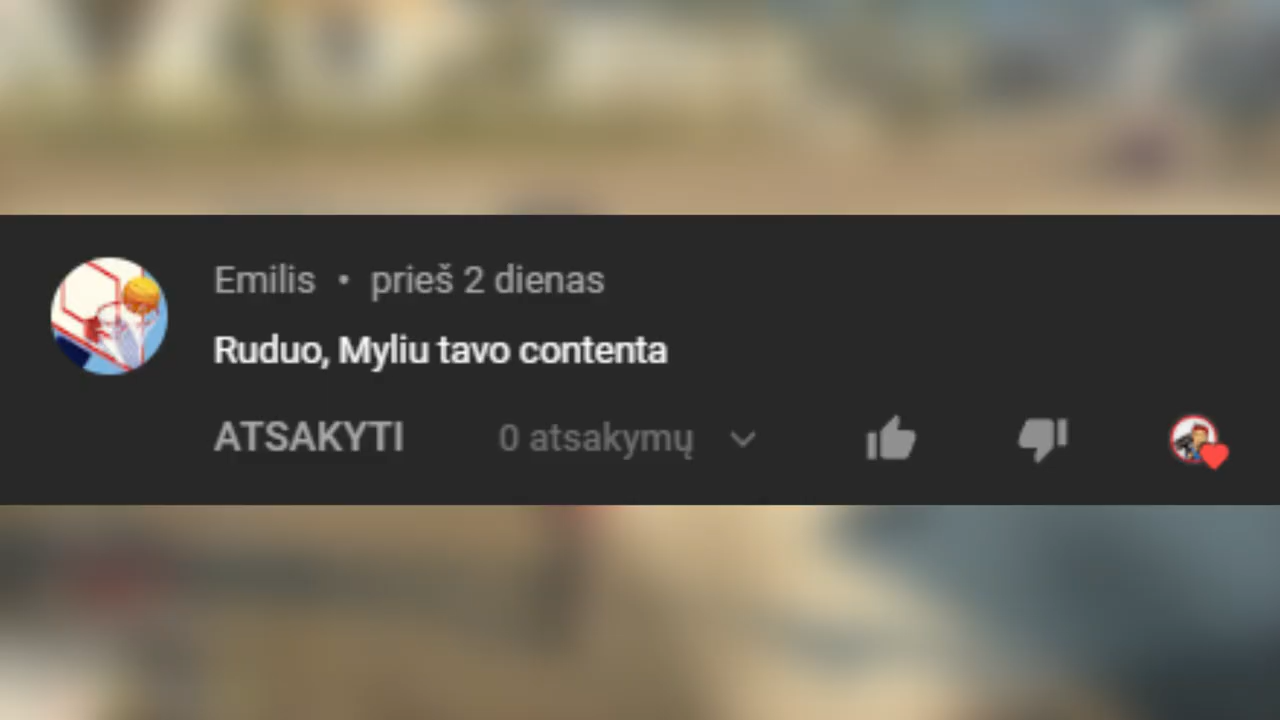 Emilis • prieš 2 dienas
Ruduo, Myliu tavo contenta
ATSAKYTI 0 atsakymų